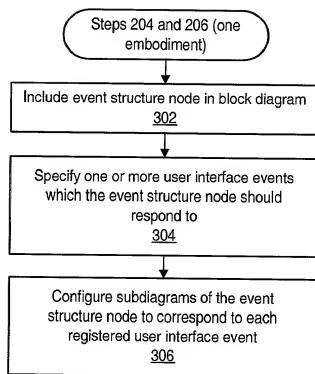 Steps 204 and 206 (one
embodiment)
Include event structure node in block diagram
302
Specify one or more user interface events
which the event structure node should
respond to
304
Configure subdiagrams of the event
structure node to correspond to each
registered user interface event
306